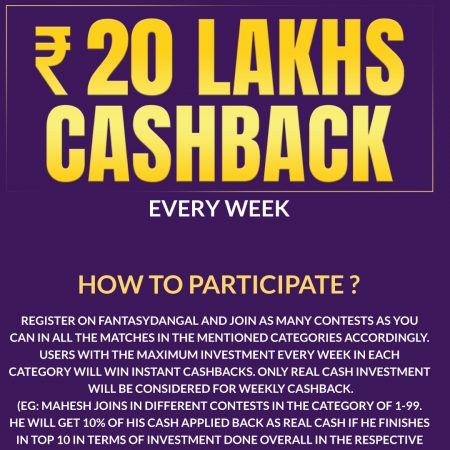 ₹ 20 LAKHS
CASHBACK
EVERY WEEK
HOW TO PARTICIPATE ?
REGISTER ON FANTASYDANGAL AND JOIN AS MANY CONTESTS AS YOU
CAN IN ALL THE MATCHES IN THE MENTIONED CATEGORIES ACCORDINGLY.
USERS WITH THE MAXIMUM INVESTMENT EVERY WEEK IN EACH
CATEGORY WILL WIN INSTANT CASHBACKS. ONLY REAL CASH INVESTMENT
WILL BE CONSIDERED FOR WEEKLY CASHBACK.
(EG: MAHESH JOINS IN DIFFERENT CONTESTS IN THE CATEGORY OF 1-99.
HE WILL GET 10% OF HIS CASH APPLIED BACK AS REAL CASH IF HE FINISHES
IN TOP 10 IN TERMS OF INVESTMENT DONE OVERALL IN THE RESPECTIVE